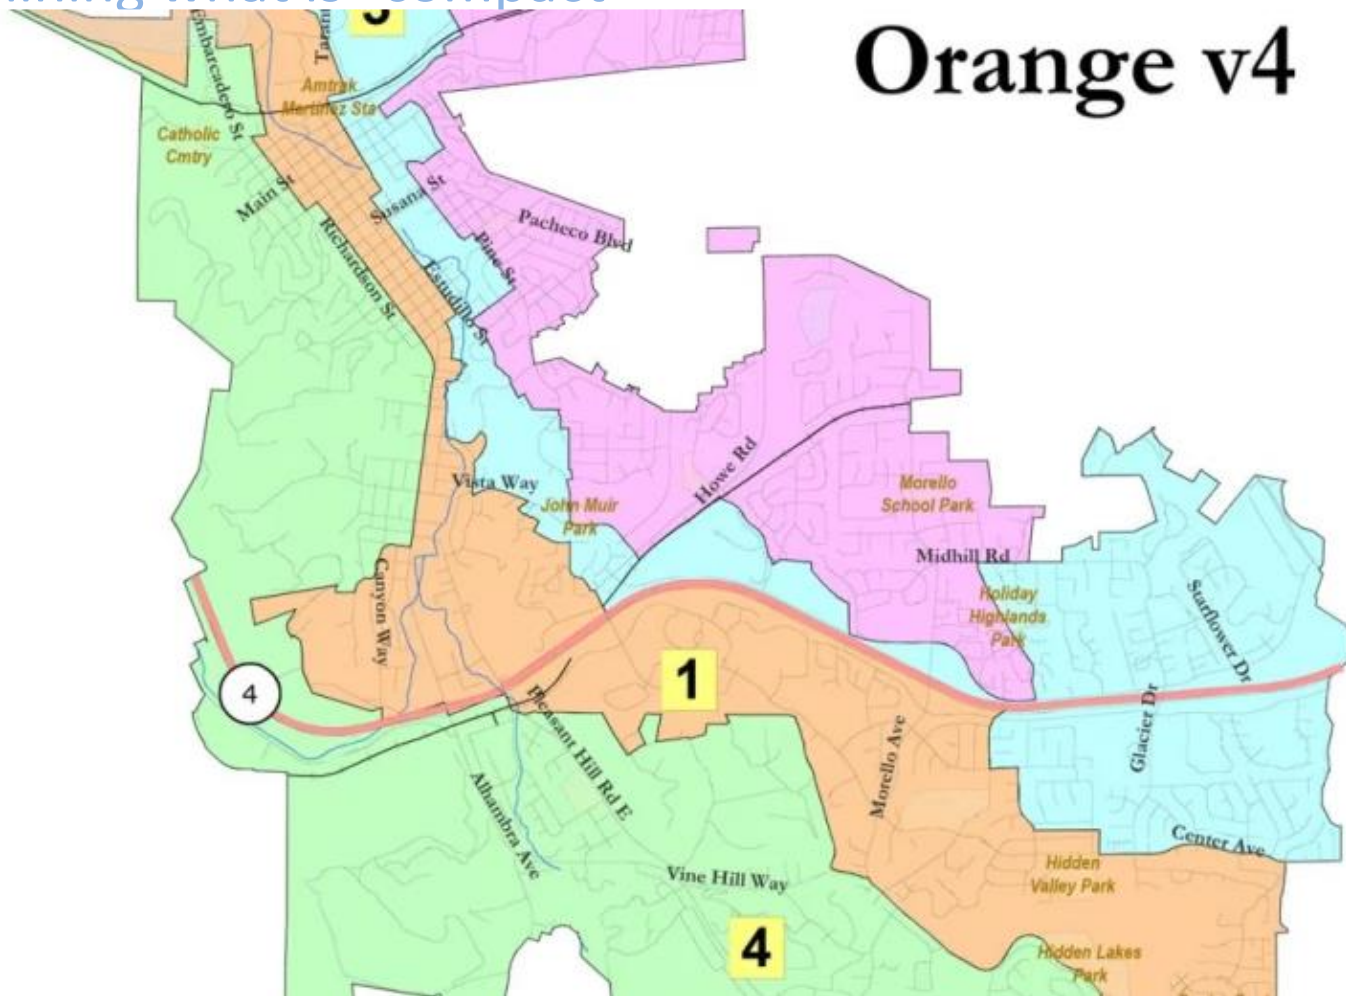 Orange v4
3
Embarcadero St
Amtrak
Martinez Sta
Catholic
Cmtry
Main St
Susana St
Richardson St
Pacheco Blvd
Pine St
Estudillo St
Howe Rd
Vista Way
John Muir
Park
Morello
School Park
Midhill Rd
Holiday
Highlands
Park
Starflower Dr
Canyon Way
4
1
Pleasant Hill Rd E
Glacier Dr
Morello Ave
Alhambra Ave
Center Ave
Hidden
Valley Park
Vine Hill Way
4
Hidden Lakes
Park